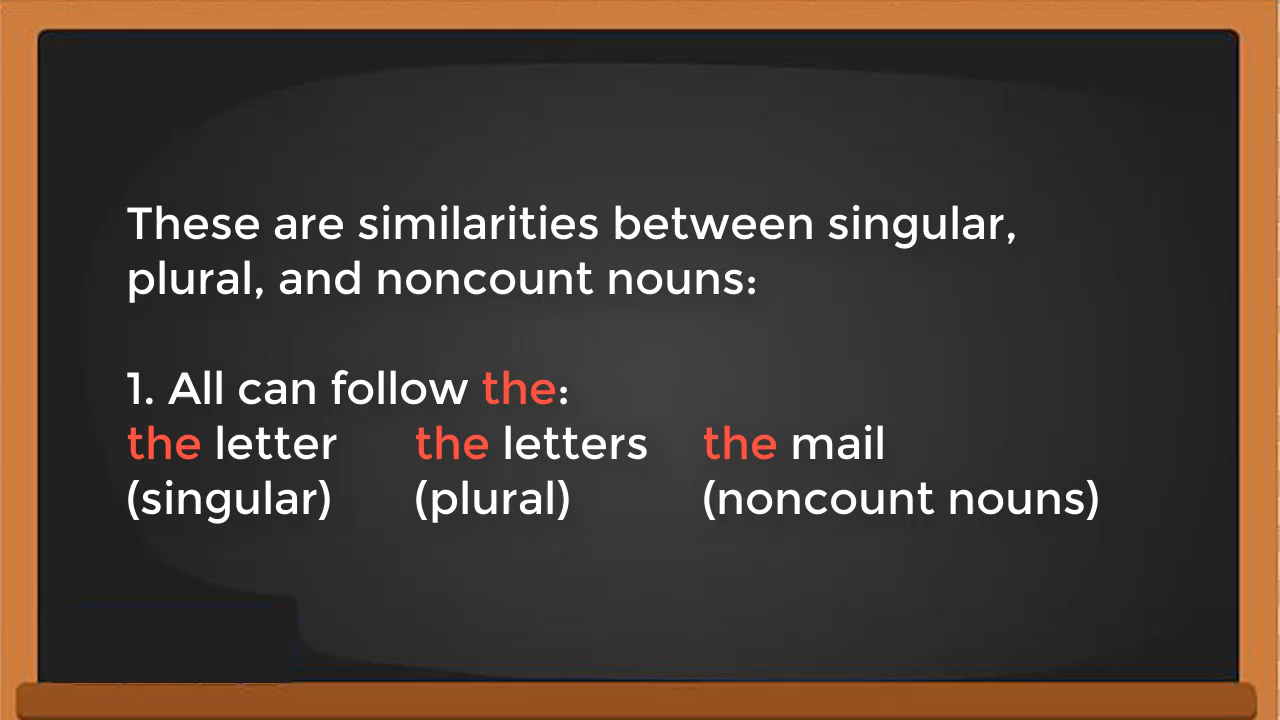 These are similarities between singular,
plural, and noncount nouns:
1. All can follow the:
the letter the letters the mail
(singular) (plural) (noncount nouns)